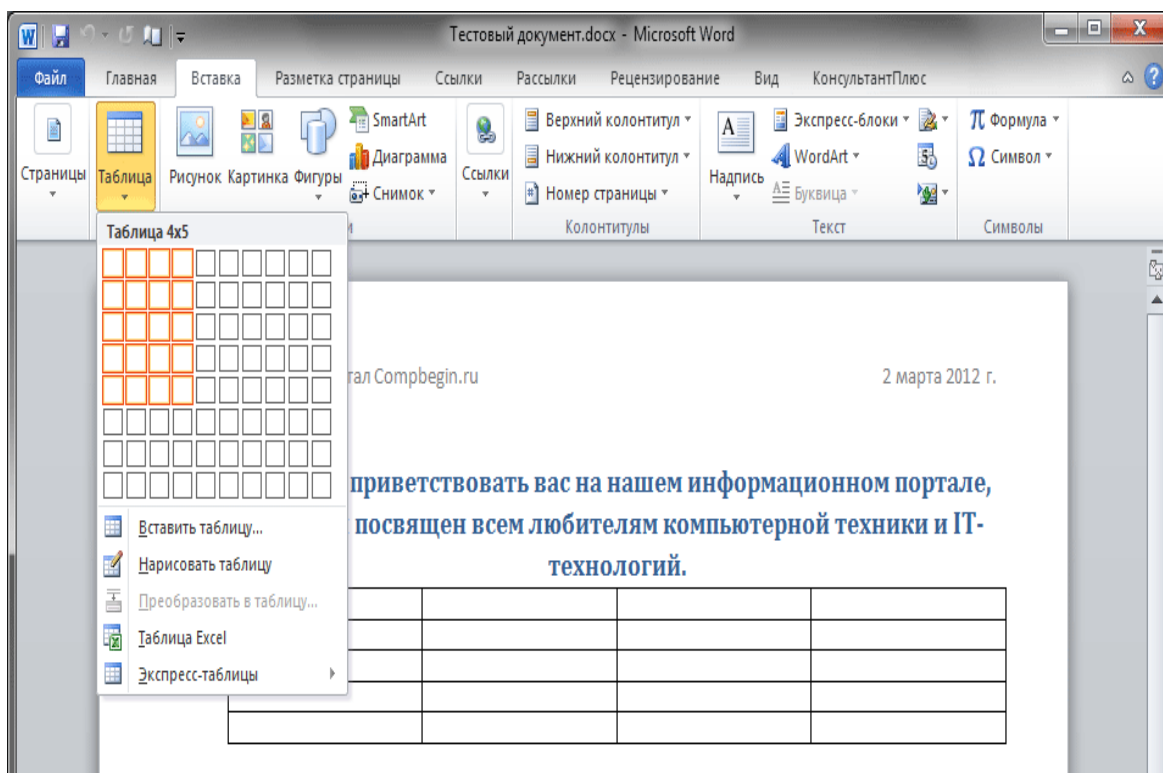 Тестовый документ.docx - Microsoft Word
Файл Главная Вставка Разметка страницы Ссылки Рассылки Рецензирование Вид КонсультантПлюс
Страницы
Таблица
Рисунок
Картинка
Фигуры
SmartArt
Диаграмма
Снимок
Ссылки
Верхний колонтитул
Нижний колонтитул
Номер страницы
Колонтитулы
Надпись
Экспресс-блоки
WordArt
Буквица
Текст
Формула
Символ
Символы
Таблица 4x5
Вставить таблицу...
Нарисовать таблицу
Преобразовать в таблицу...
Таблица Excel
Экспресс-таблицы
Compbegin.ru
2 марта 2012 г.
приветствовать вас на нашем информационном портале,
посвящен всем любителям компьютерной техники и IT-
технологий.